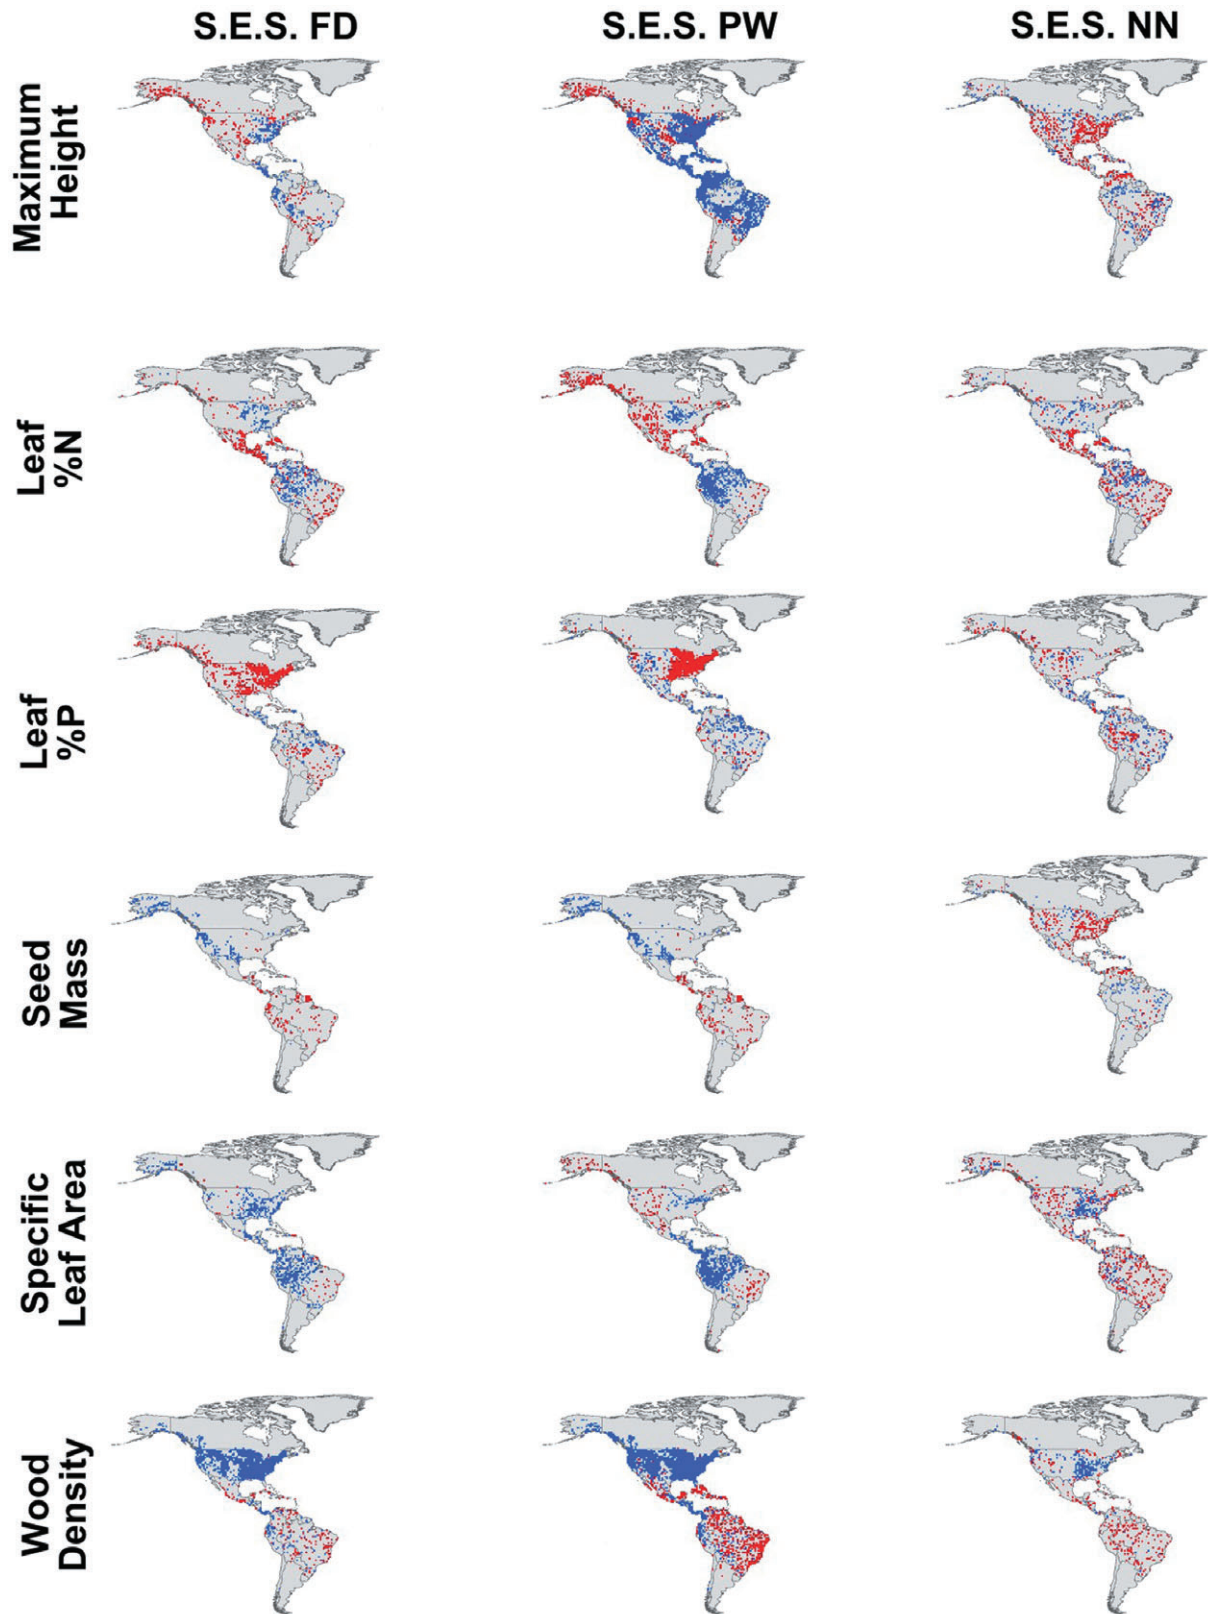 S.E.S. FD
S.E.S. PW
S.E.S. NN
Maximum
Height
Leaf
%N
Leaf
%P
Seed
Mass
Specific
Leaf Area
Wood
Density